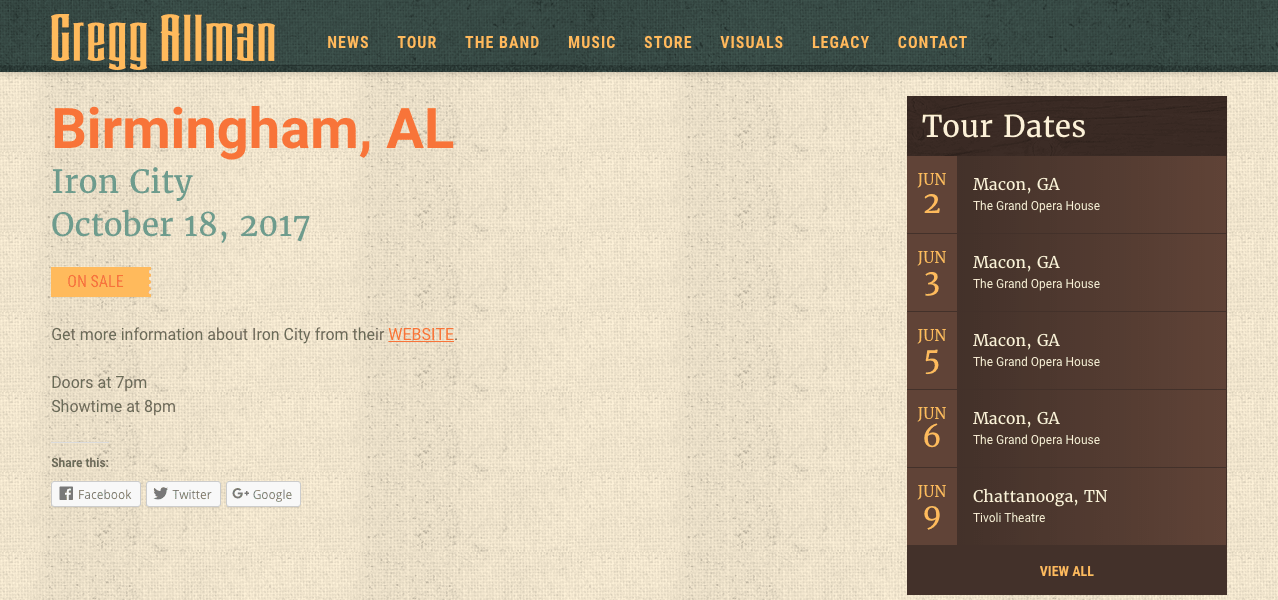 Gregg Allman
NEWS TOUR THE BAND MUSIC STORE VISUALS LEGACY CONTACT
Birmingham, AL
Iron City
October 18, 2017
ON SALE
Get more information about Iron City from their WEBSITE.
Doors at 7pm
Showtime at 8pm
Share this:
Facebook Twitter Google
Tour Dates
JUN
2
Macon, GA
The Grand Opera House
JUN
3
Macon, GA
The Grand Opera House
JUN
5
Macon, GA
The Grand Opera House
JUN
6
Macon, GA
The Grand Opera House
JUN
9
Chattanooga, TN
Tivoli Theatre
VIEW ALL